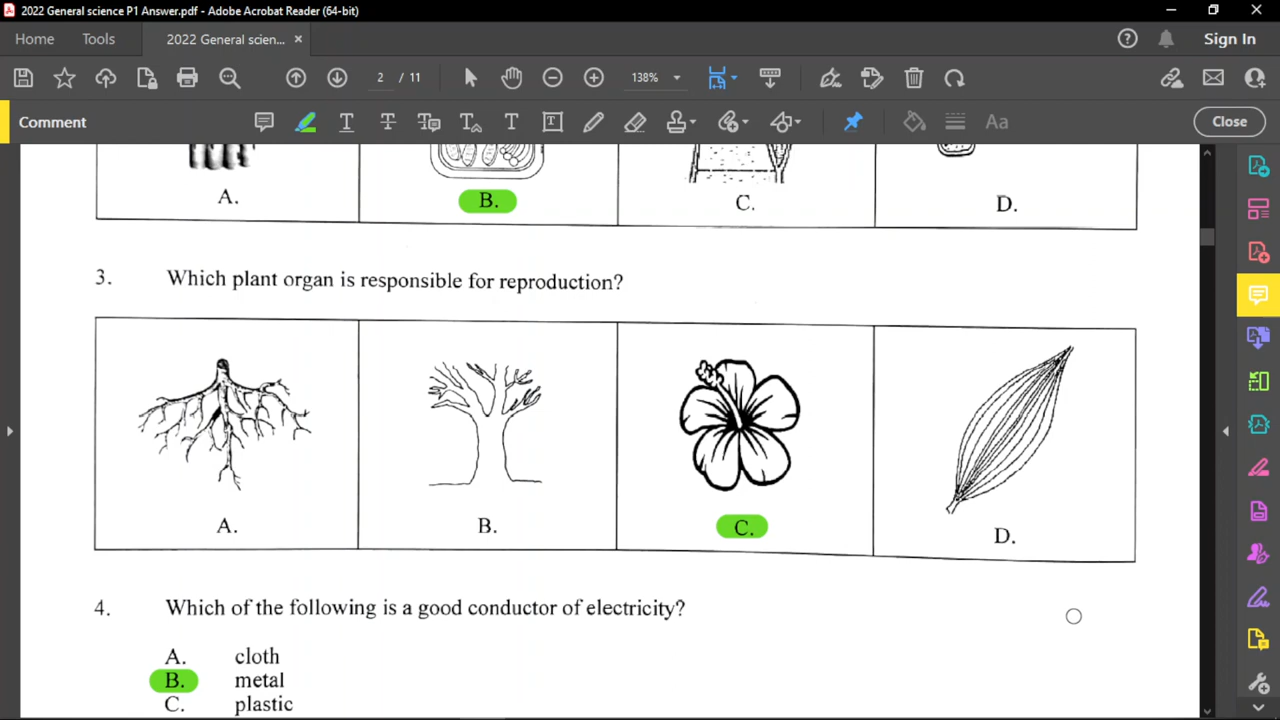 2022 General science P1 Answer.pdf - Adobe Acrobat Reader (64-bit)
Home Tools 2022 General scien... × Sign In
2 / 11 138%
Comment Close
A. B. C. D.
3. Which plant organ is responsible for reproduction?
A. B. C. D.
4. Which of the following is a good conductor of electricity?
A. cloth
B. metal
C. plastic